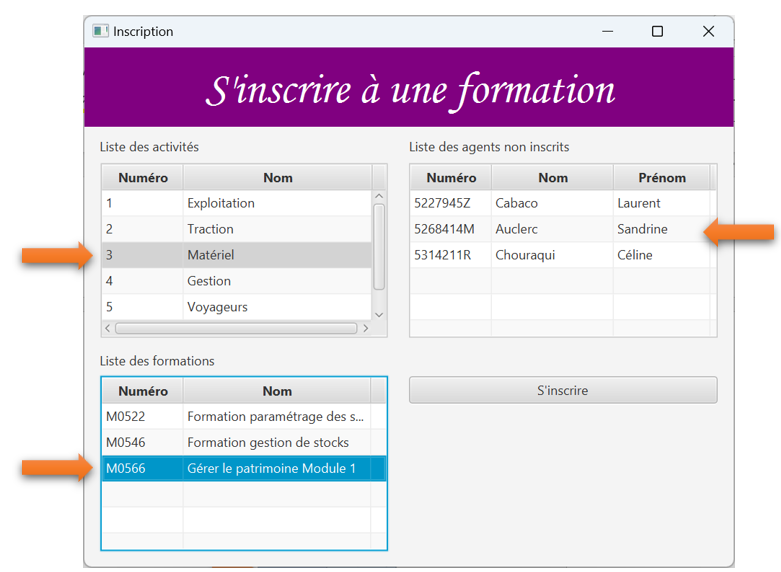 Inscription
S'inscrire à une formation
Liste des activités
Numéro Nom
1 Exploitation
2 Traction
3 Matériel
4 Gestion
5 Voyageurs
Liste des agents non inscrits
Numéro Nom Prénom
5227945Z Cabaco Laurent
5268414M Auclerc Sandrine
5314211R Chouraqui Céline
Liste des formations
Numéro Nom
M0522 Formation paramétrage des s...
M0546 Formation gestion de stocks
M0566 Gérer le patrimoine Module 1
S'inscrire